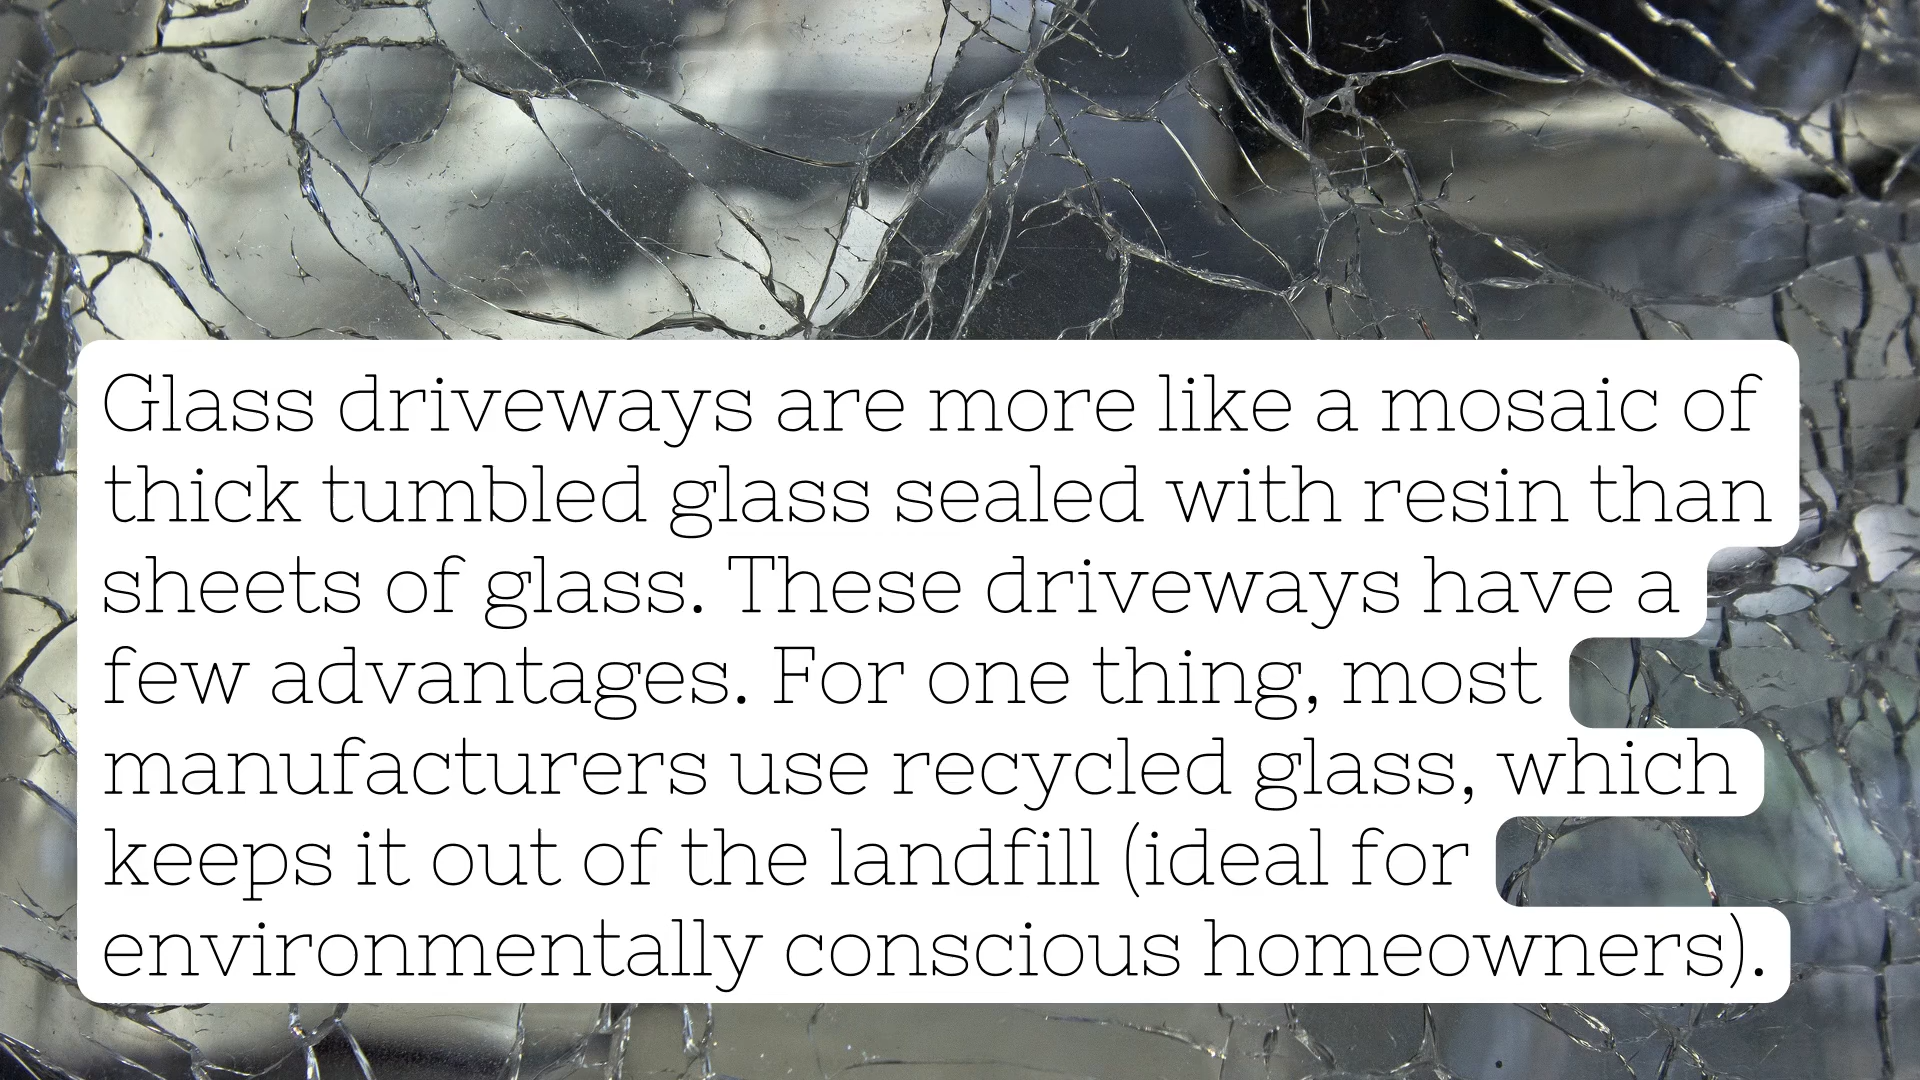 Glass driveways are more like a mosaic of
thick tumbled glass sealed with resin than
sheets of glass. These driveways have a
few advantages. For one thing, most
manufacturers use recycled glass, which
keeps it out of the landfill (ideal for
environmentally conscious homeowners).